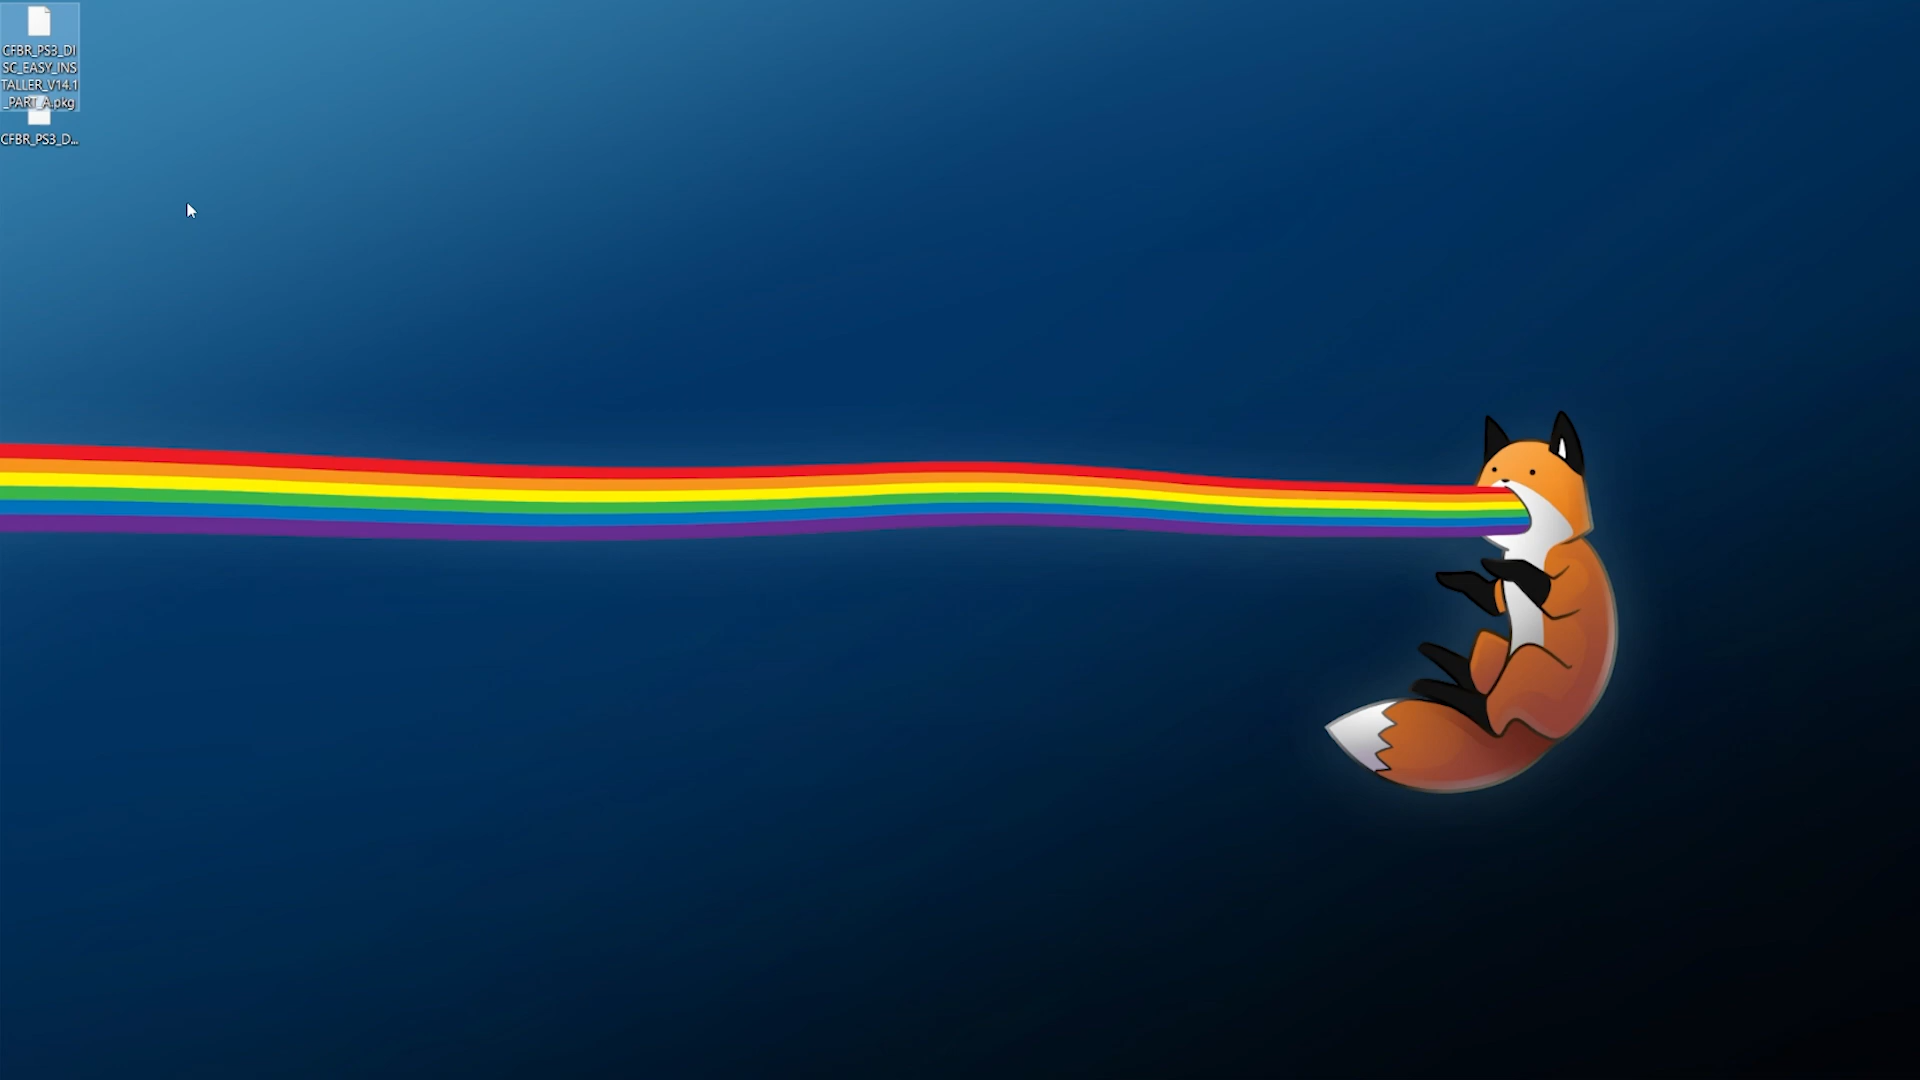 CFBR_PS3_DI
SC_EASY_INS
TALLER_V14.1
_PART_A.pkg
CFBR_PS3_D...